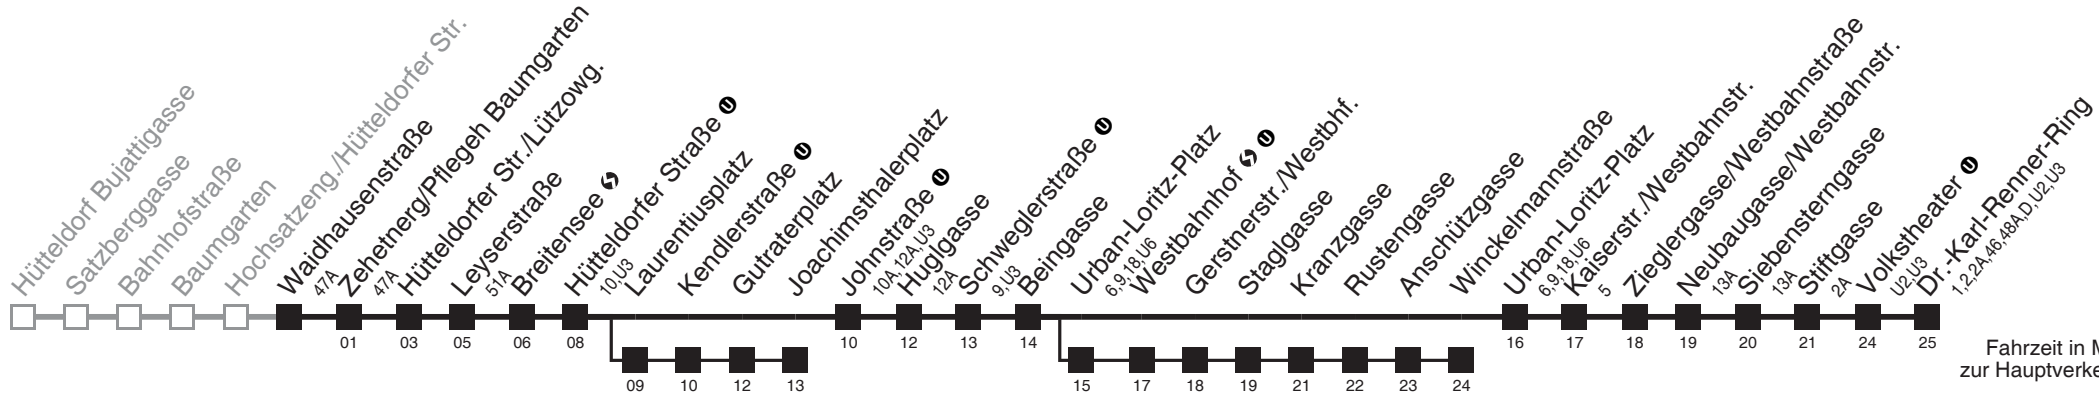 Hütteldorf Bujattigasse
Satzberggasse
Bahnhofstraße
Baumgarten
Hochsatzeng./Hütteldorfer Str.
Waidhausenstraße
47A
Zehetnerg/Pflegeh Baumgarten
01
47A
Hütteldorfer Str./Lützowg.
03
Leyserstraße
05
51A
Breitensee
06
Hütteldorfer Straße U
08
10,U3
Laurentiusplatz
09
Kendlerstraße U
10
Gutraterplatz
12
Joachimsthalerplatz
13
Johnstraße U
10
10A,12A,U3
Huglgasse
12
12A
Schweglerstraße U
13
9,U3
Beingasse
14
Urban-Loritz-Platz
15
6,9,18,U6
Westbahnhof U
17
Gerstnerstr./Westbhf.
18
Staglgasse
19
Kranzgasse
21
Rustengasse
22
Anschützgasse
23
Winckelmannstraße
24
Urban-Loritz-Platz
16
6,9,18,U6
Kaiserstr./Westbahnstr.
17
5
Zieglergasse/Westbahnstraße
18
Neubaugasse/Westbahnstr.
19
13A
Siebensterngasse
20
13A
Stiftgasse
21
2A
Volkstheater U
24
U2,U3
Dr.-Karl-Renner-Ring
25
1,2,2A,46,48A,D,U2,U3
Fahrzeit in
zur